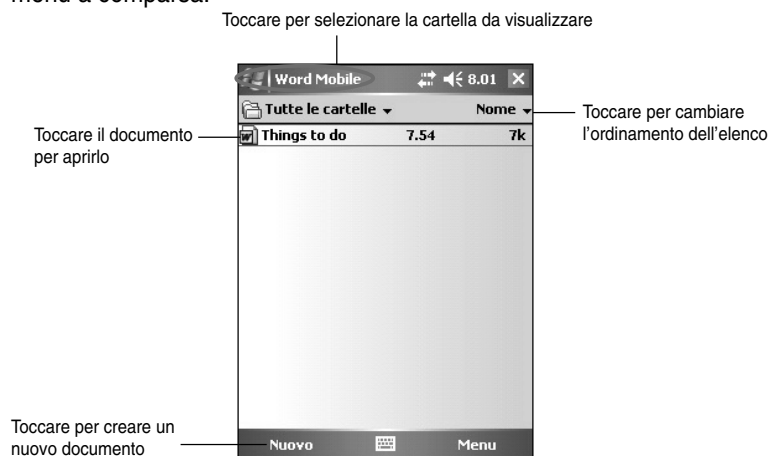 menu a comparsa.
Toccare per selezionare la cartella da visualizzare
Word Mobile 8.01
Tutte le cartelle Nome
Toccare per cambiare
l'ordinamento dell'elenco
Toccare il documento
per aprirlo
Things to do 7.54 7k
Toccare per creare un
nuovo documento
Nuovo Menu